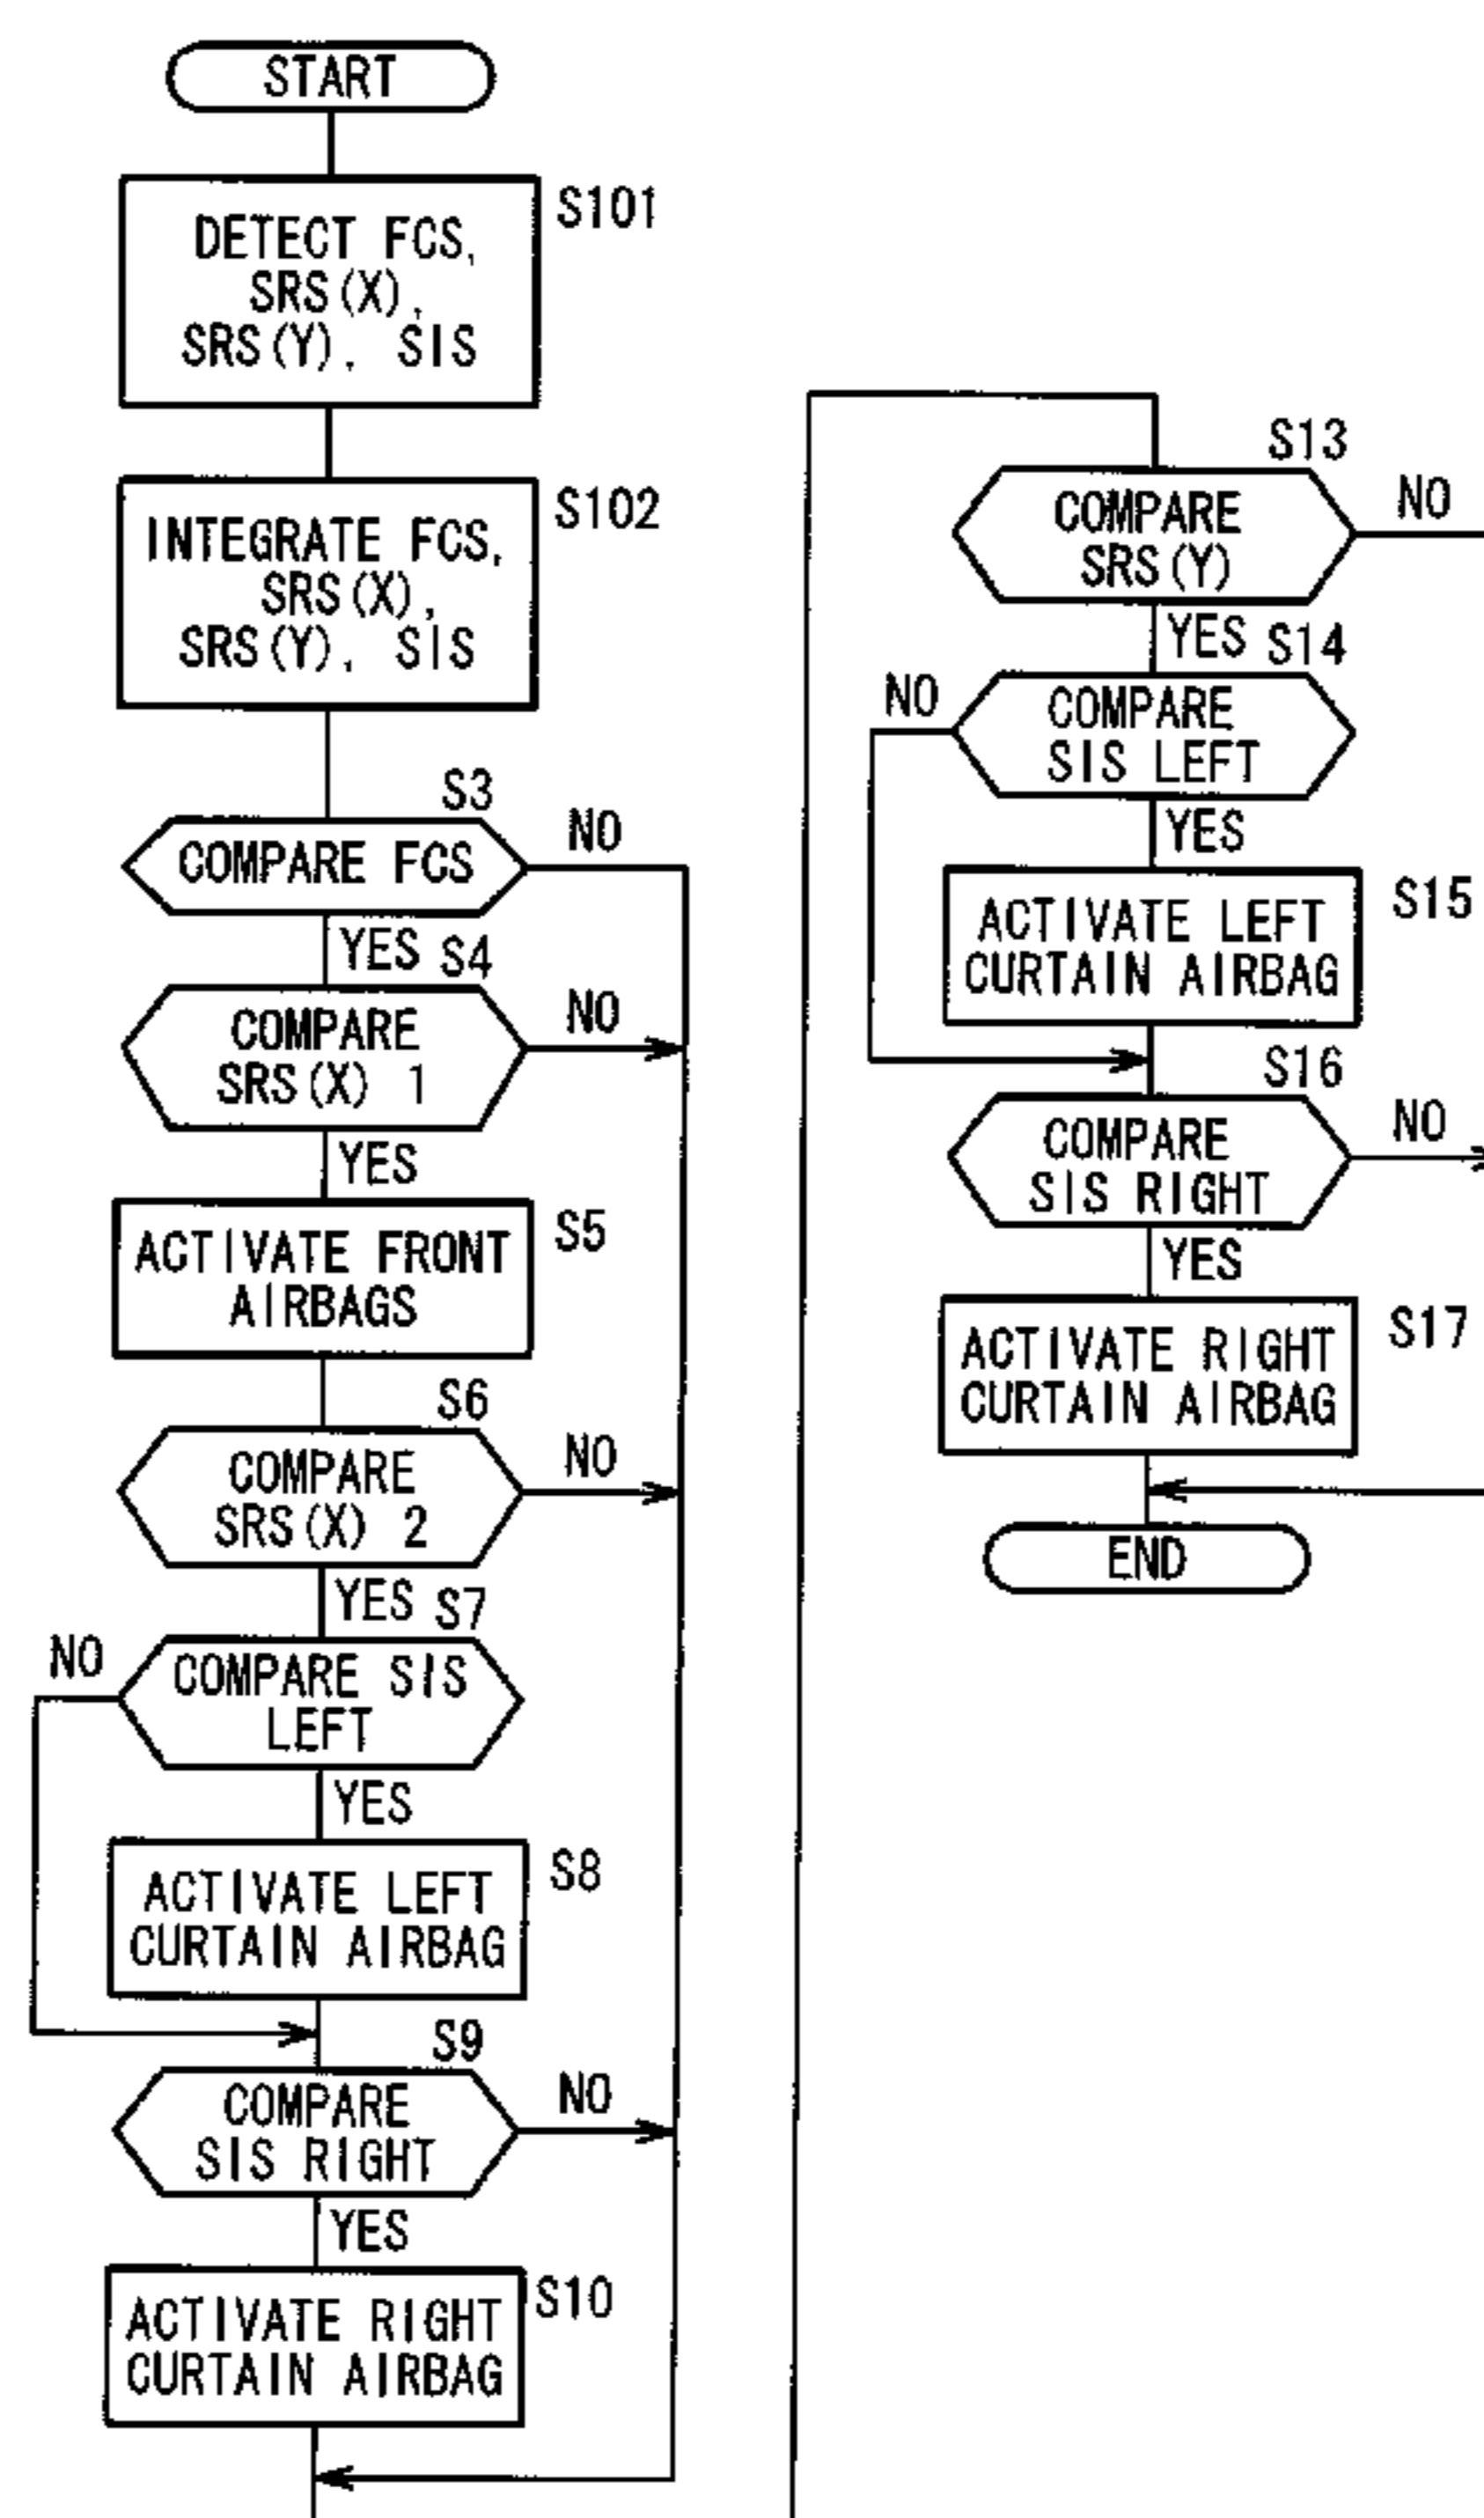 START
S101
DETECT FCS,
SRS(X),
SRS(Y), SIS
S102
INTEGRATE FCS,
SRS(X),
SRS(Y), SIS
S3
COMPARE FCS
NO
YES
S4
COMPARE
SRS(X) 1
NO
YES
S5
ACTIVATE FRONT
AIRBAGS
S6
COMPARE
SRS(X) 2
NO
YES
S7
NO
COMPARE SIS
LEFT
YES
S8
ACTIVATE LEFT
CURTAIN AIRBAG
S9
COMPARE
SIS RIGHT
NO
YES
S10
ACTIVATE RIGHT
CURTAIN AIRBAG
S13
COMPARE
SRS(Y)
NO
YES
S14
NO
COMPARE
SIS LEFT
YES
S15
ACTIVATE LEFT
CURTAIN AIRBAG
S16
COMPARE
SIS RIGHT
NO
YES
S17
ACTIVATE RIGHT
CURTAIN AIRBAG
END